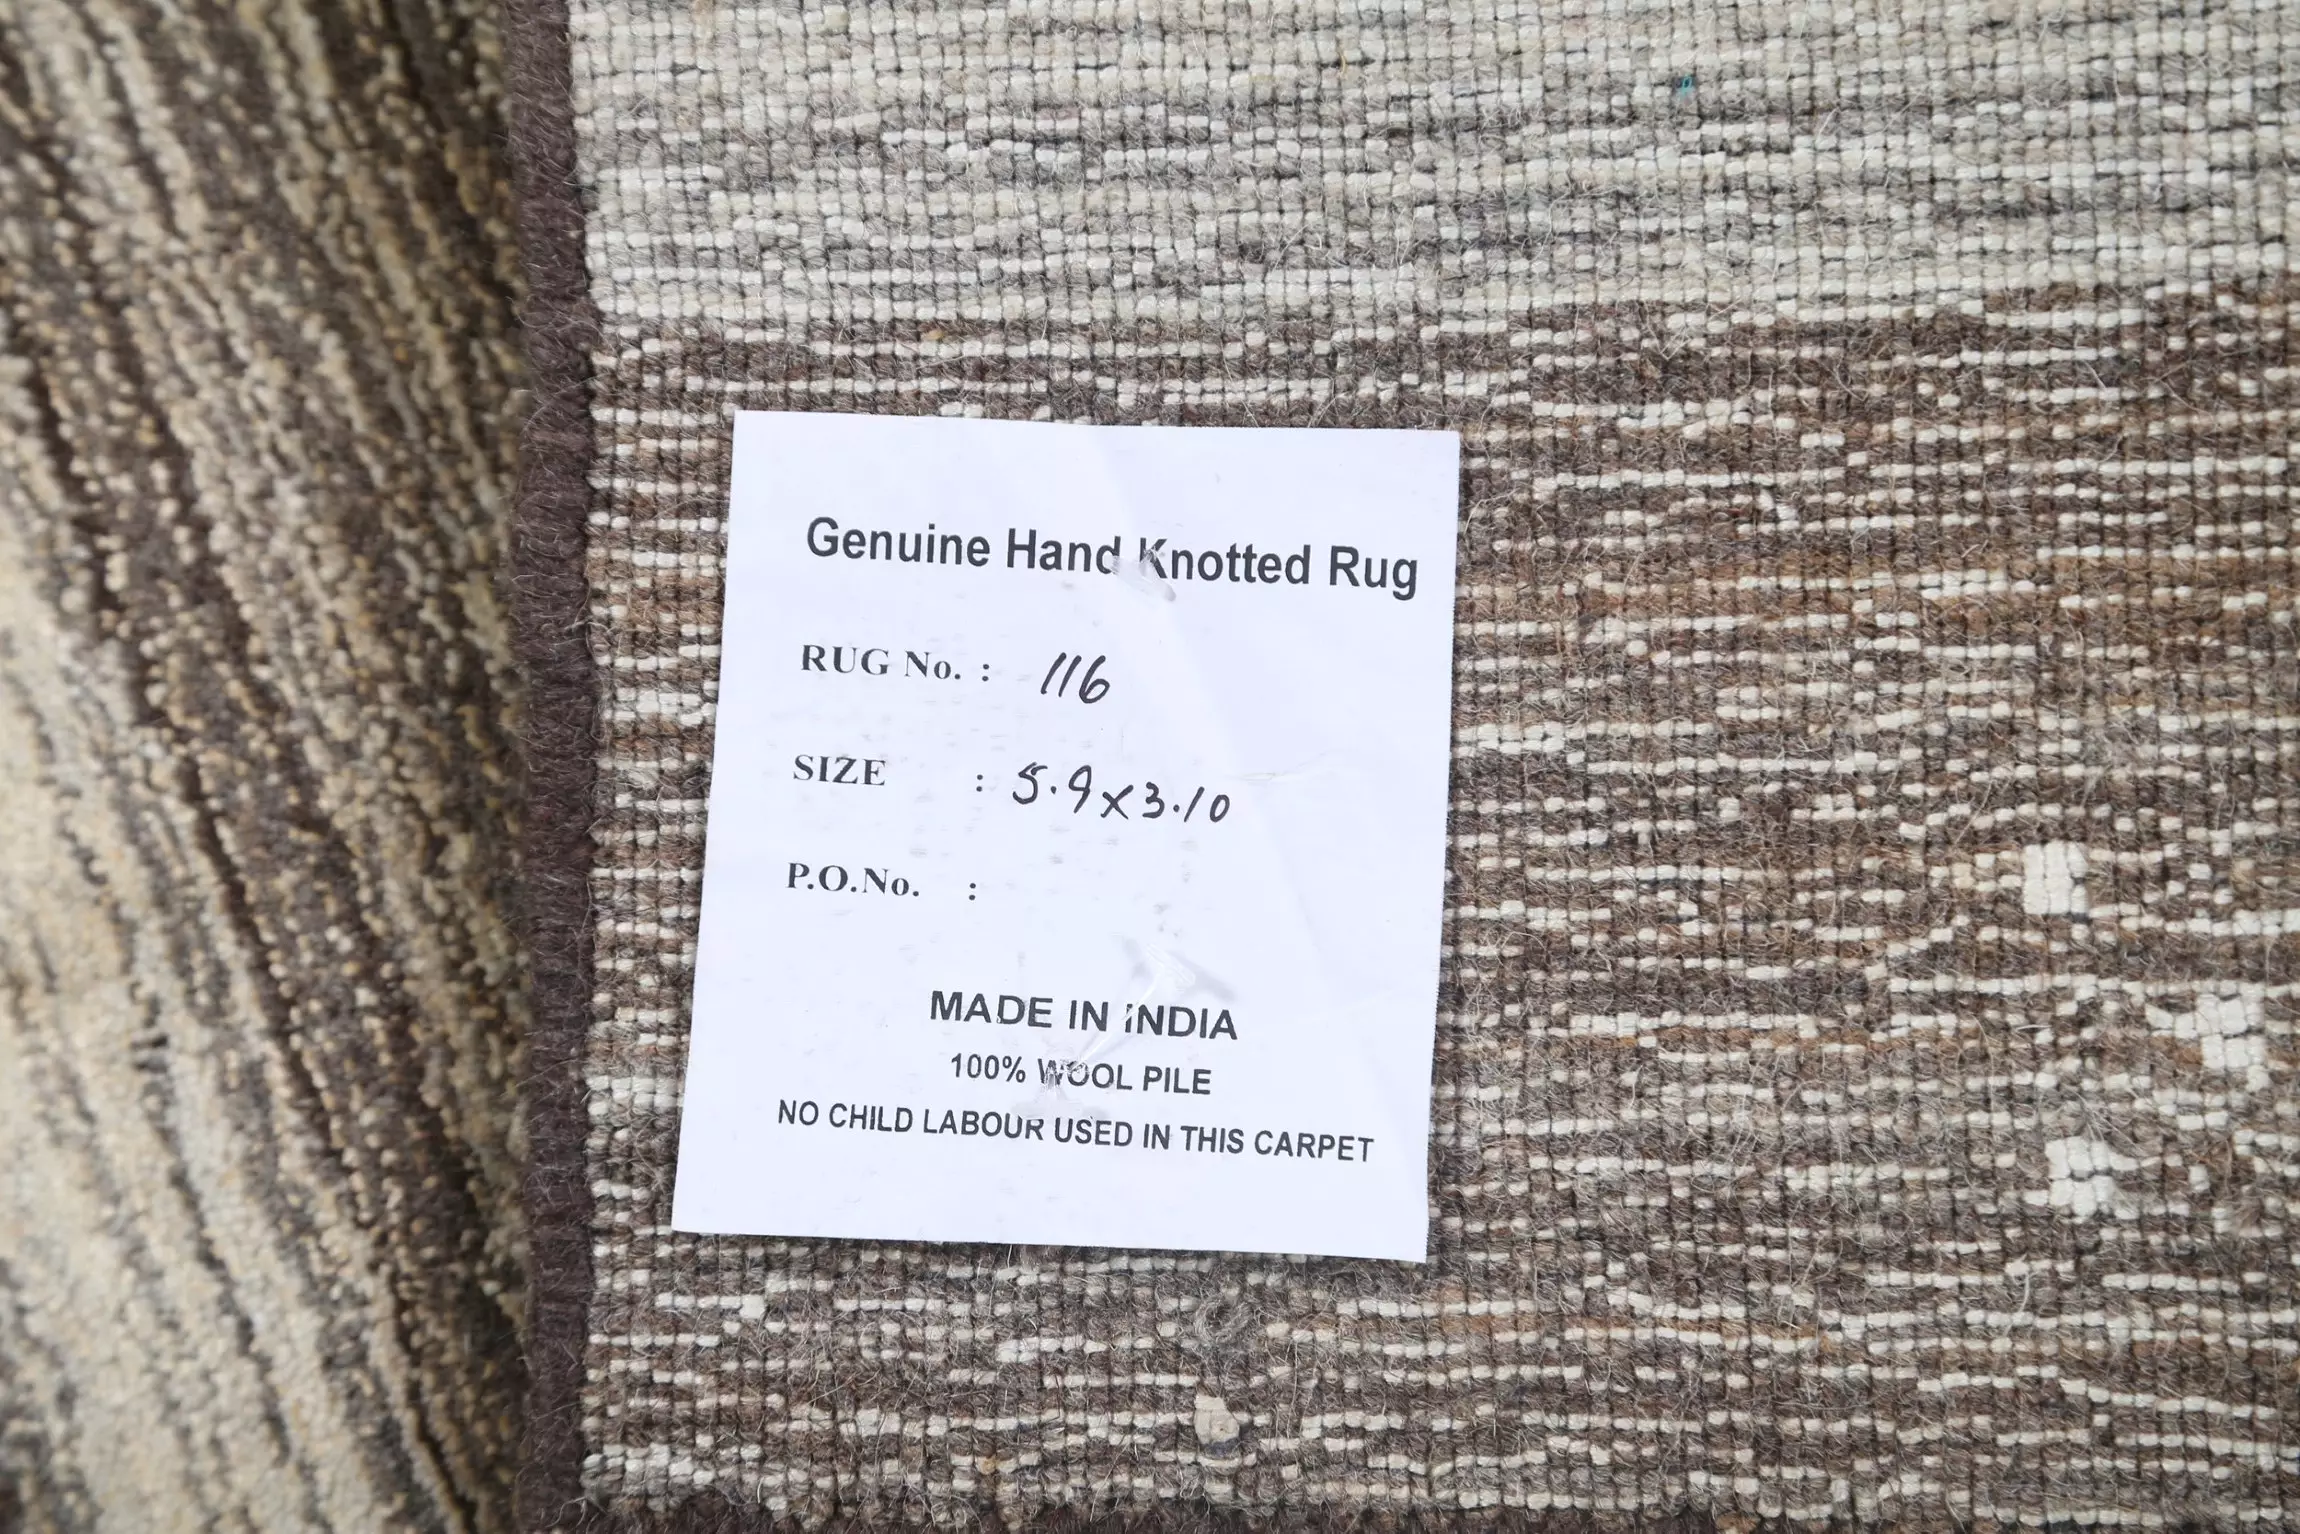 Genuine Hand Knotted Rug
RUG No. : 116
SIZE : 5.9x3.10
P.O.No. :
MADE IN INDIA
100% WOOL PILE
NO CHILD LABOUR USED IN THIS CARPET